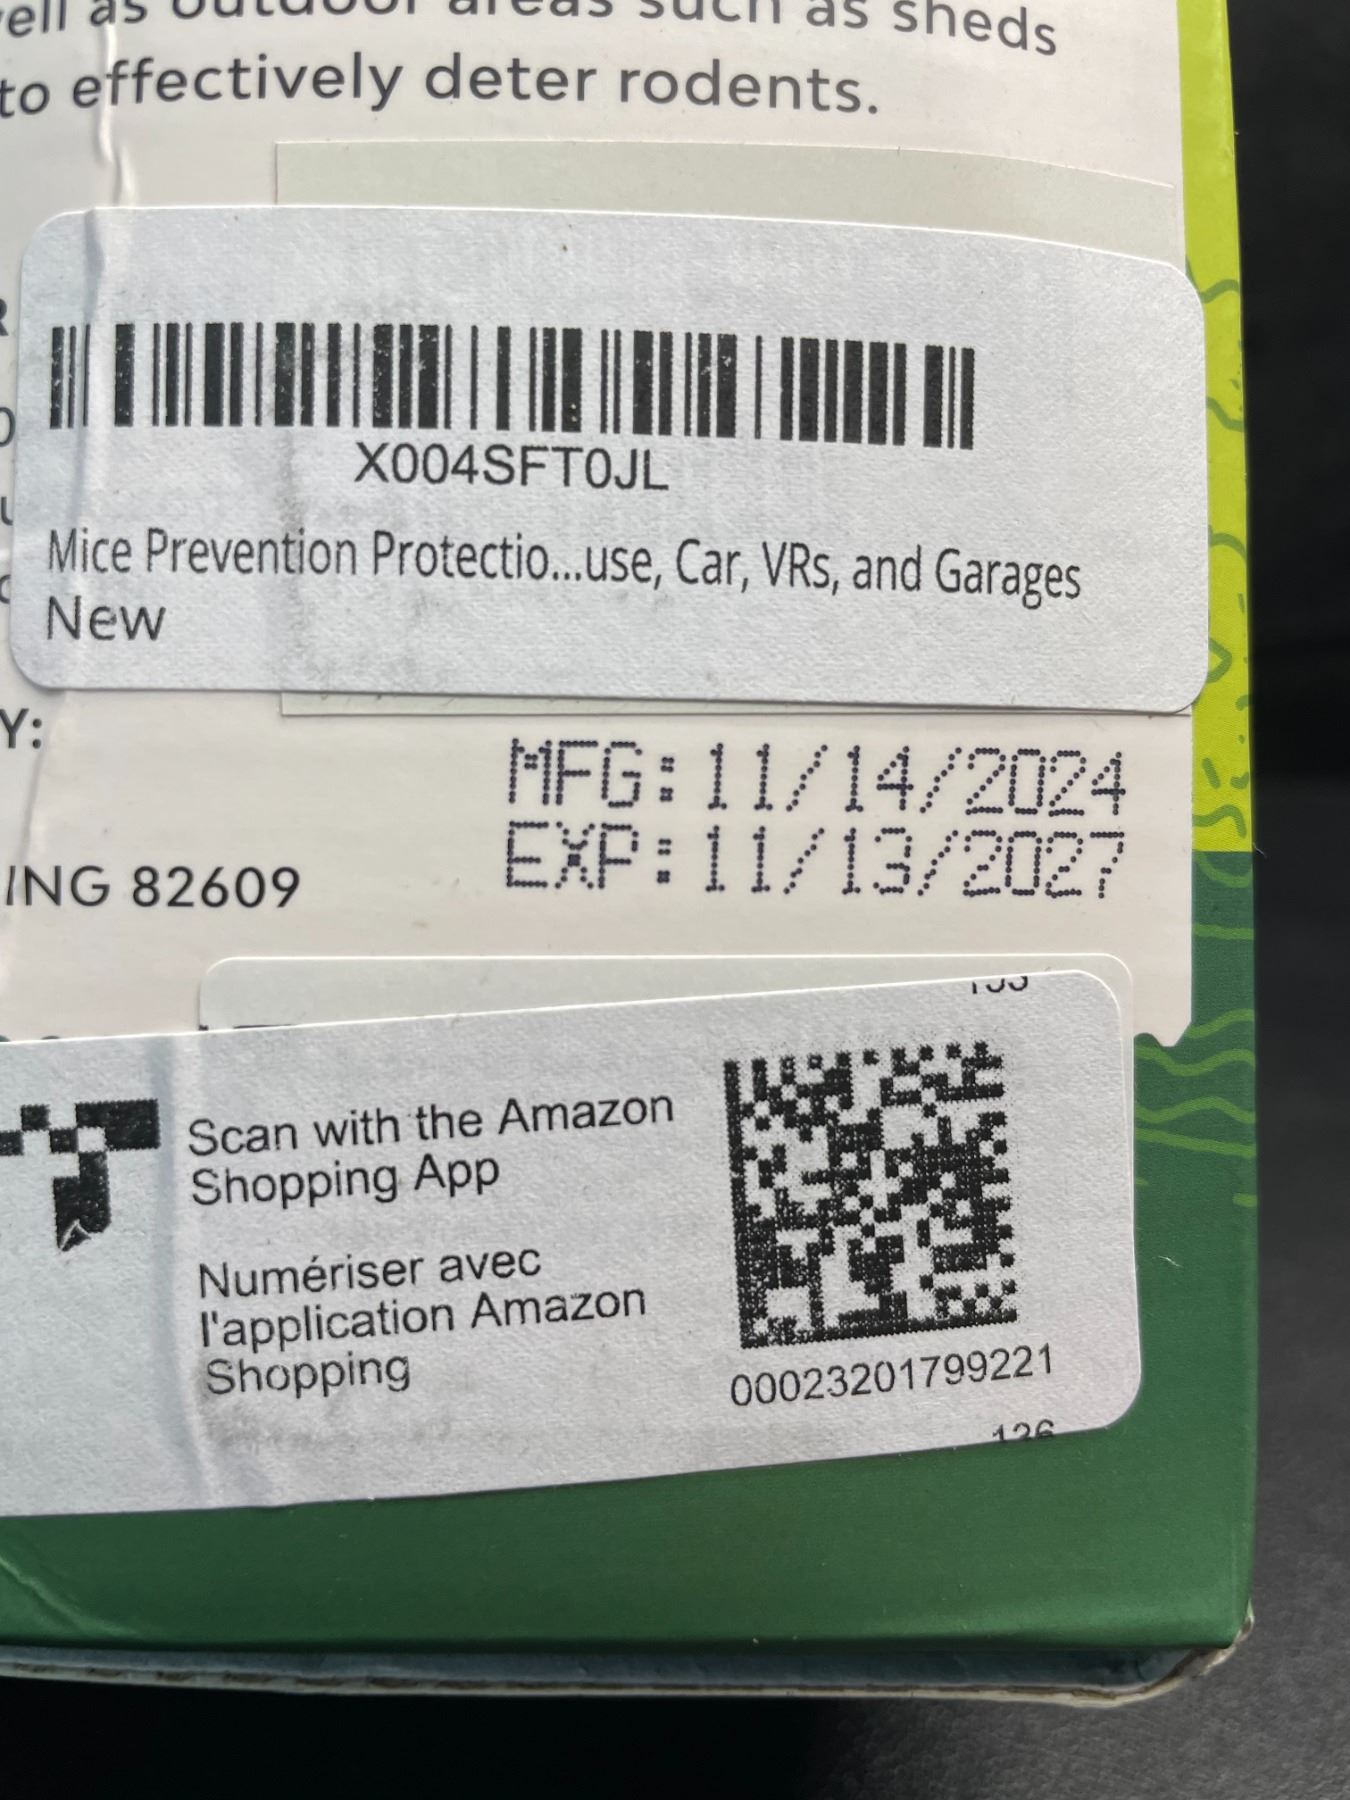 as outdoor areas such as sheds
to effectively deter rodents.
X004SFT0JL
Mice Prevention Protectio...use, Car, VRs, and Garages
New
Y:
MFG: 11/14/2024
EXP: 11/13/2027
ING 82609
Scan with the Amazon
Shopping App
Numériser avec
l'application Amazon
Shopping
00023201799221